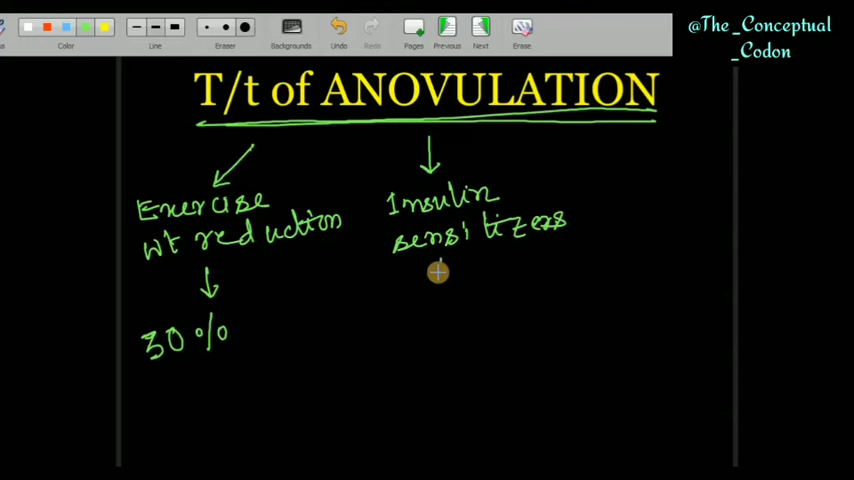 @The_Conceptual
_Codon
Color
Line
Eraser
Backgrounds
Undo
Redo
Pages
Previous
Next
Erase
T/t of ANOVULATION
Exercise
wt reduction
30%
Insulin
sensitizers